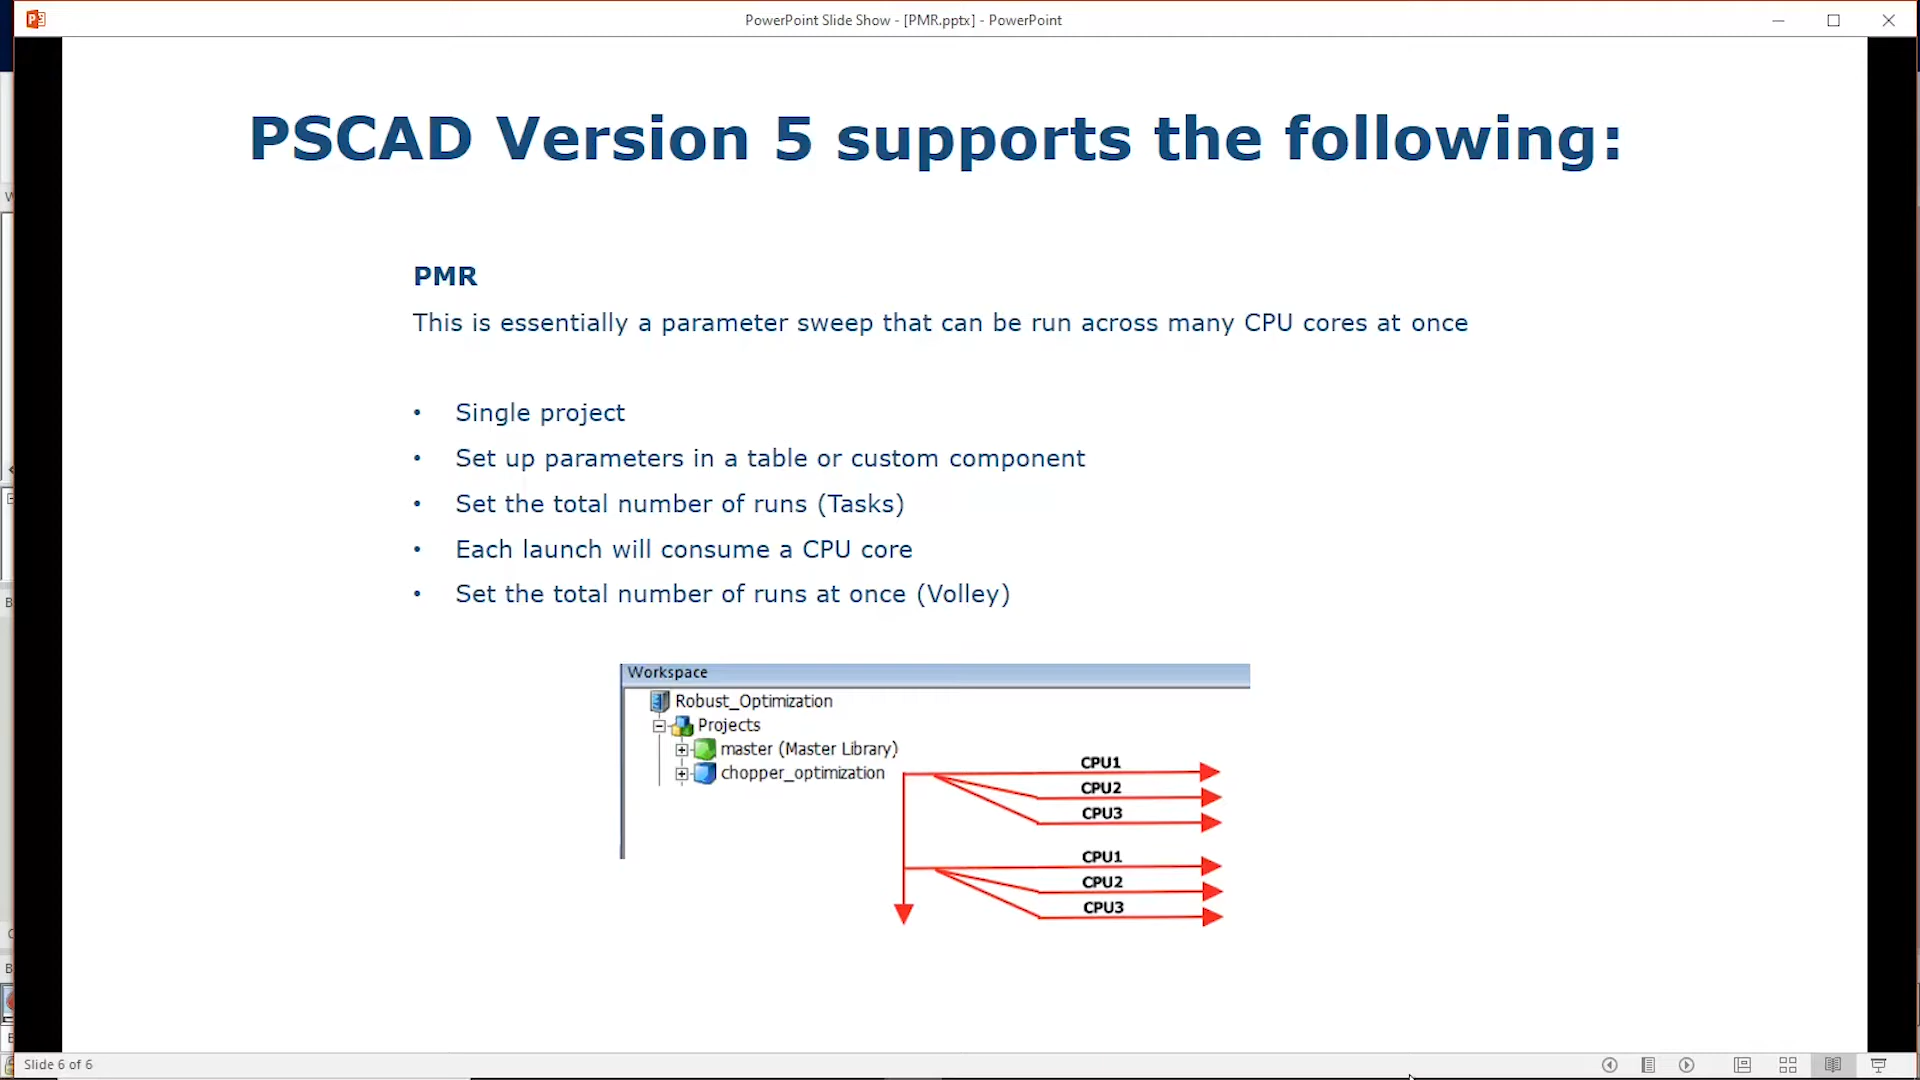 PowerPoint Slide Show - [PMR.pptx] - PowerPoint
PSCAD Version 5 supports the following:
PMR
This is essentially a parameter sweep that can be run across many CPU cores at once
• Single project
• Set up parameters in a table or custom component
• Set the total number of runs (Tasks)
• Each launch will consume a CPU core
• Set the total number of runs at once (Volley)
Workspace
Robust_Optimization
Projects
master (Master Library)
chopper_optimization
CPU1
CPU2
CPU3
CPU1
CPU2
CPU3
Slide 6 of 6